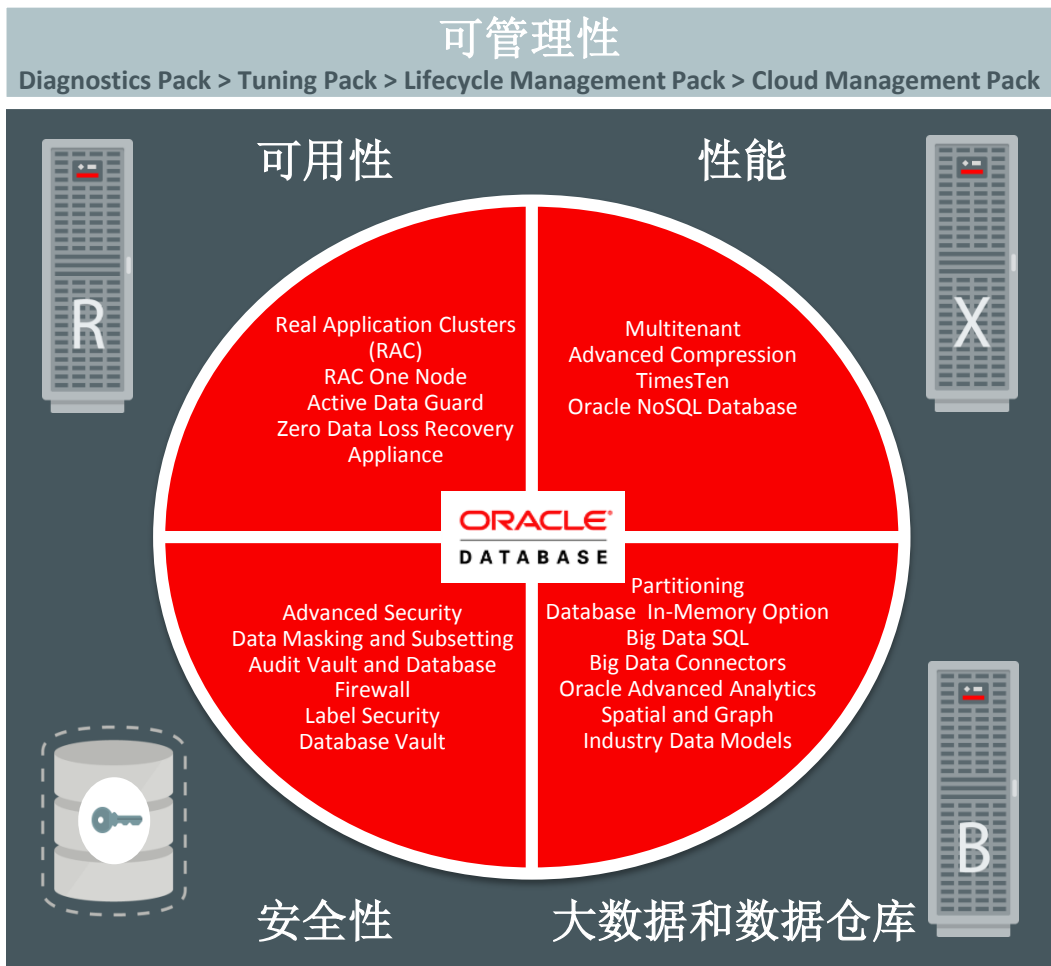 可管理性
Diagnostics Pack > Tuning Pack > Lifecycle Management Pack > Cloud Management Pack
可用性
性能
R
X
Real Application Clusters
(RAC)
RAC One Node
Active Data Guard
Zero Data Loss Recovery
Appliance
Multitenant
Advanced Compression
TimesTen
Oracle NoSQL Database
ORACLE®
DATABASE
Advanced Security
Data Masking and Subsetting
Audit Vault and Database
Firewall
Label Security
Database Vault
Partitioning
Database In-Memory Option
Big Data SQL
Big Data Connectors
Oracle Advanced Analytics
Spatial and Graph
Industry Data Models
B
安全性
大数据和数据仓库